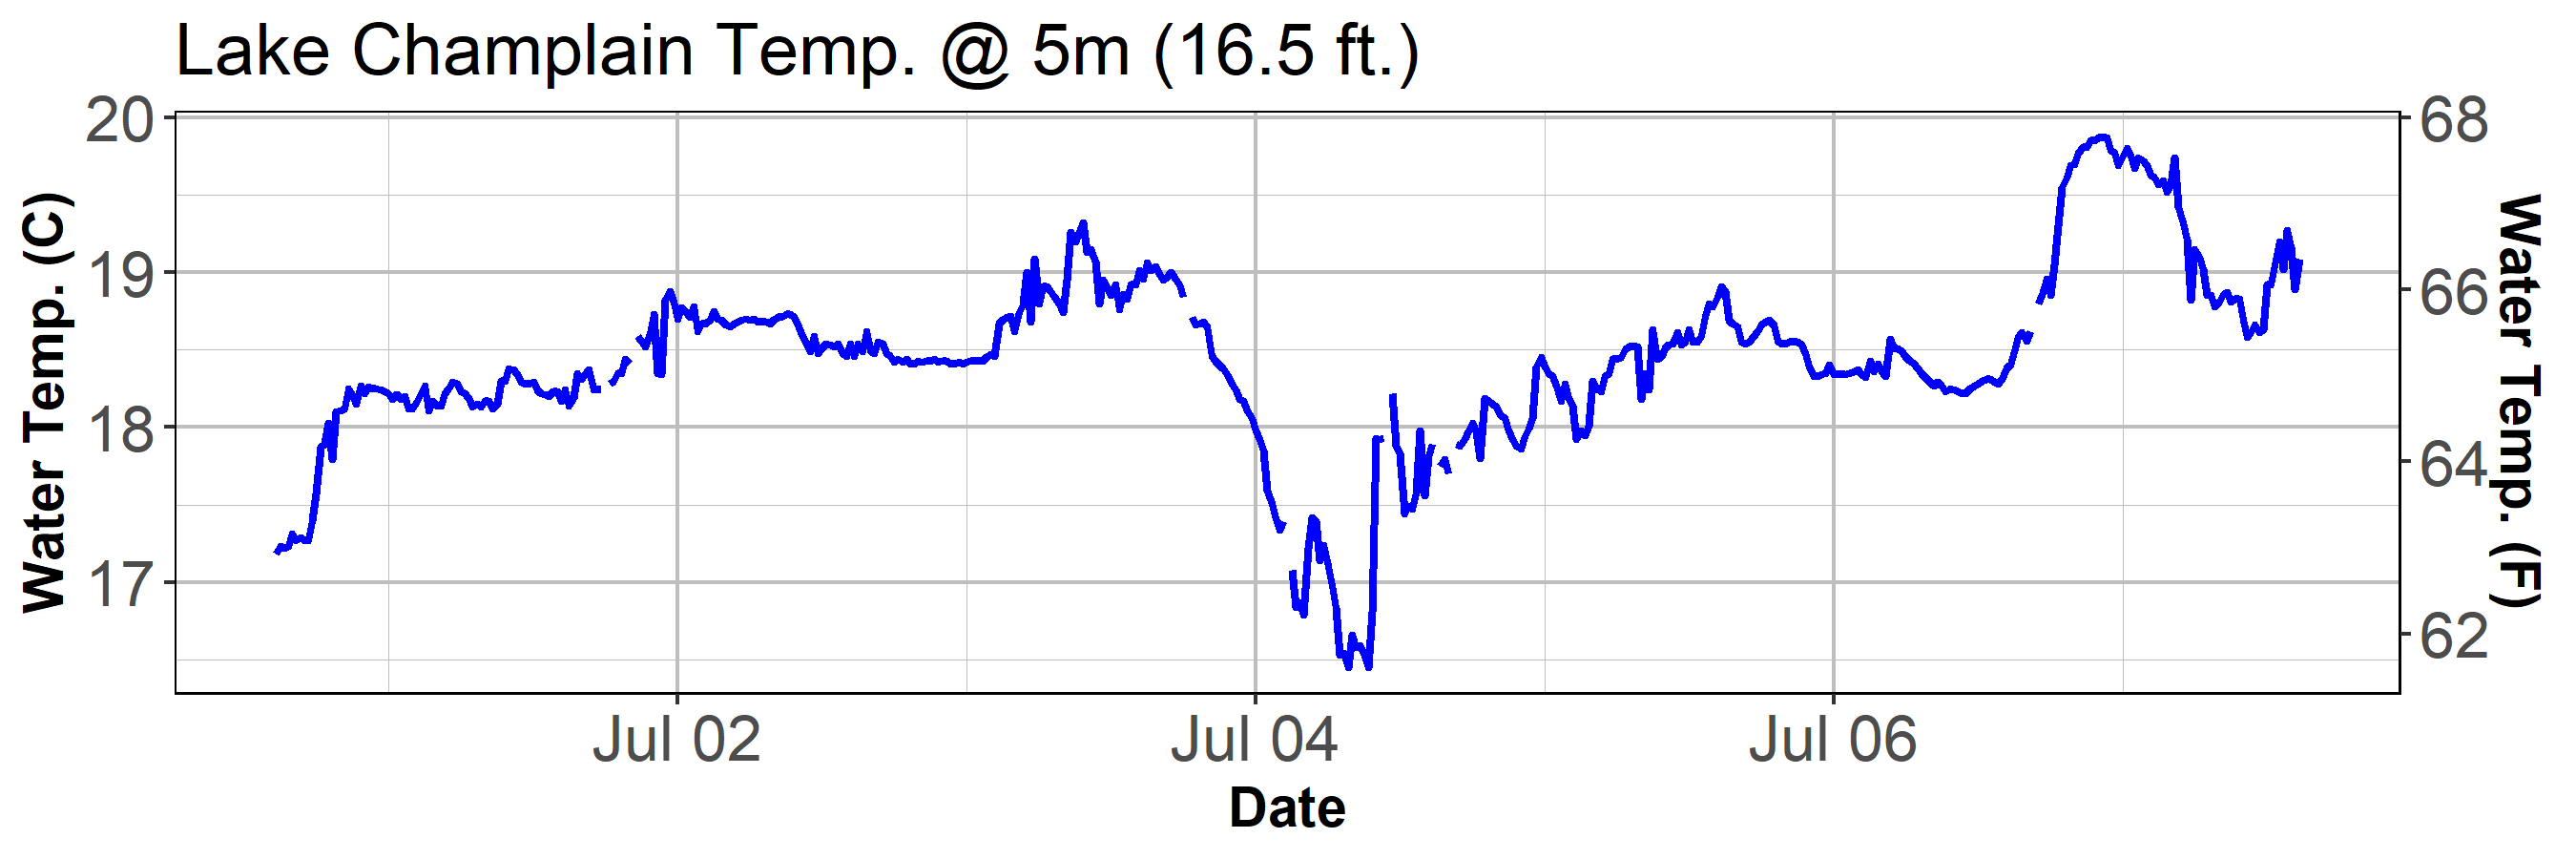 Lake Champlain Temp. @ 5m (16.5 ft.)
Water Temp. (C)
20
19
18
17
68
66
64
62
Water Temp. (F)
Jul 02
Jul 04
Jul 06
Date